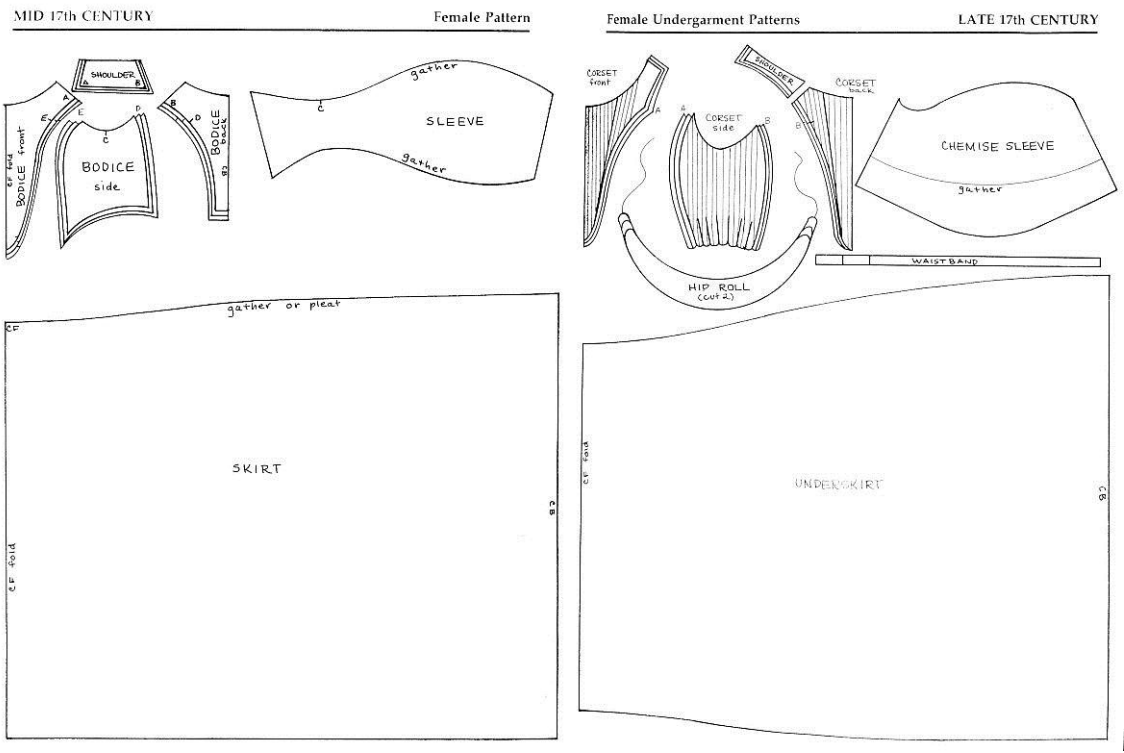 MID 17th CENTURY
Female Pattern
SHOULDER
A
B
A
E
E
CF fold
BODICE front
C
D
BODICE
side
B
D
BODICE
back
CB
gather
C
SLEEVE
gather
gather or pleat
CF
SKIRT
CF fold
CB
Female Undergarment Patterns
LATE 17th CENTURY
CORSET
front
A
A
CORSET
side
B
SHOULDER
CORSET
back
B
CHEMISE SLEEVE
gather
WAISTBAND
HIP ROLL
(cut 2)
CF fold
UNDERSKIRT
CB